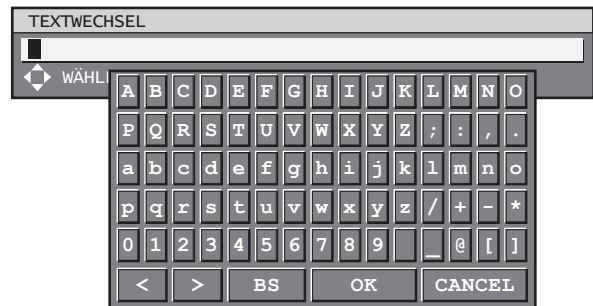 TEXTWECHSEL
WÄHL
A B C D E F G H I J K L M N O
P Q R S T U V W X Y Z ; : , .
a b c d e f g h i j k l m n o
p q r s t u v w x y z / + - *
0 1 2 3 4 5 6 7 8 9 _ @ [ ]
< > BS OK CANCEL